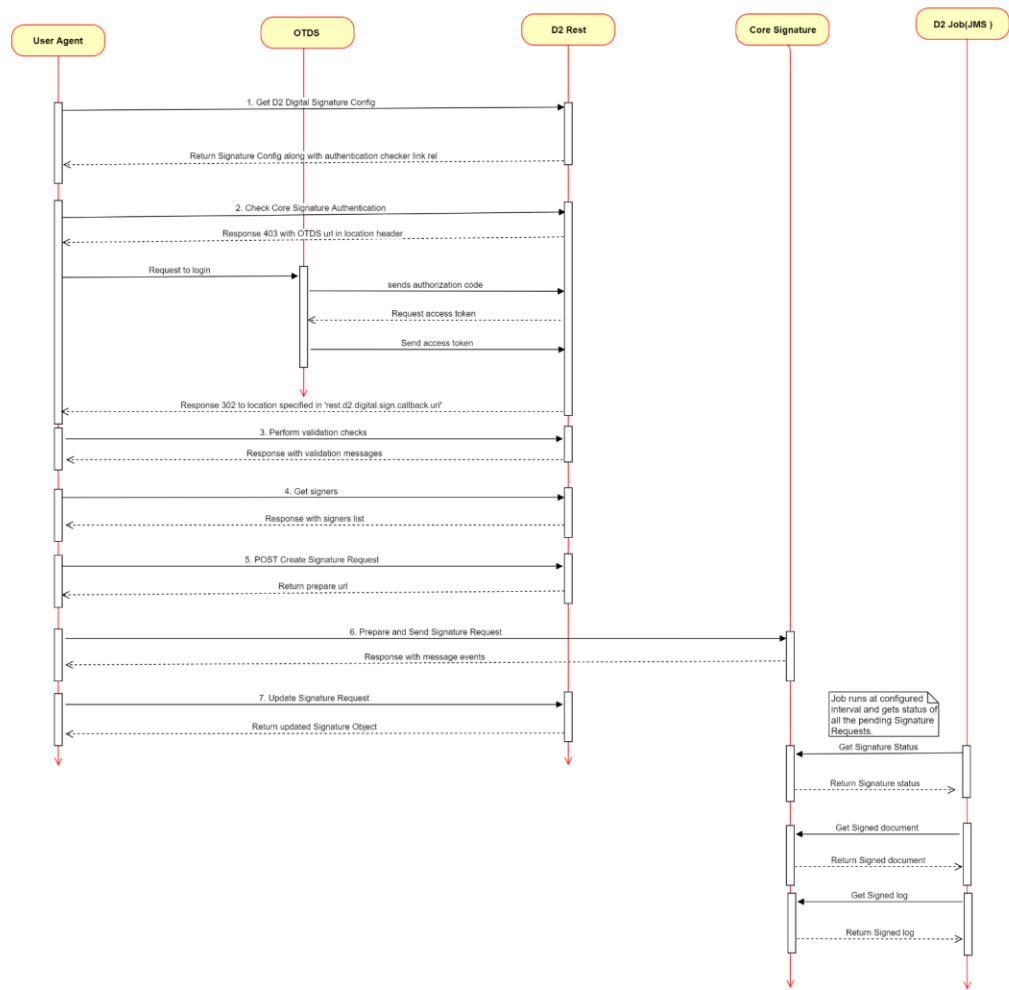 User Agent
OTDS
D2 Rest
Core Signature
D2 Job(JMS )
1. Get D2 Digital Signature Config
Return Signature Config along with authentication checker link rel
2. Check Core Signature Authentication
Response 403 with OTDS url in location header
Request to login
sends authorization code
Request access token
Send access token
Response 302 to location specified in 'rest.d2.digital.sign.callback.uri'
3. Perform validation checks
Response with validation messages
4. Get signers
Response with signers list
5. POST Create Signature Request
Return prepare url
6. Prepare and Send Signature Request
Response with message events
7. Update Signature Request
Return updated Signature Object
Job runs at configured
interval and gets status of
all the pending Signature
Requests.
Get Signature Status
Return Signature status
Get Signed document
Return Signed document
Get Signed log
Return Signed log